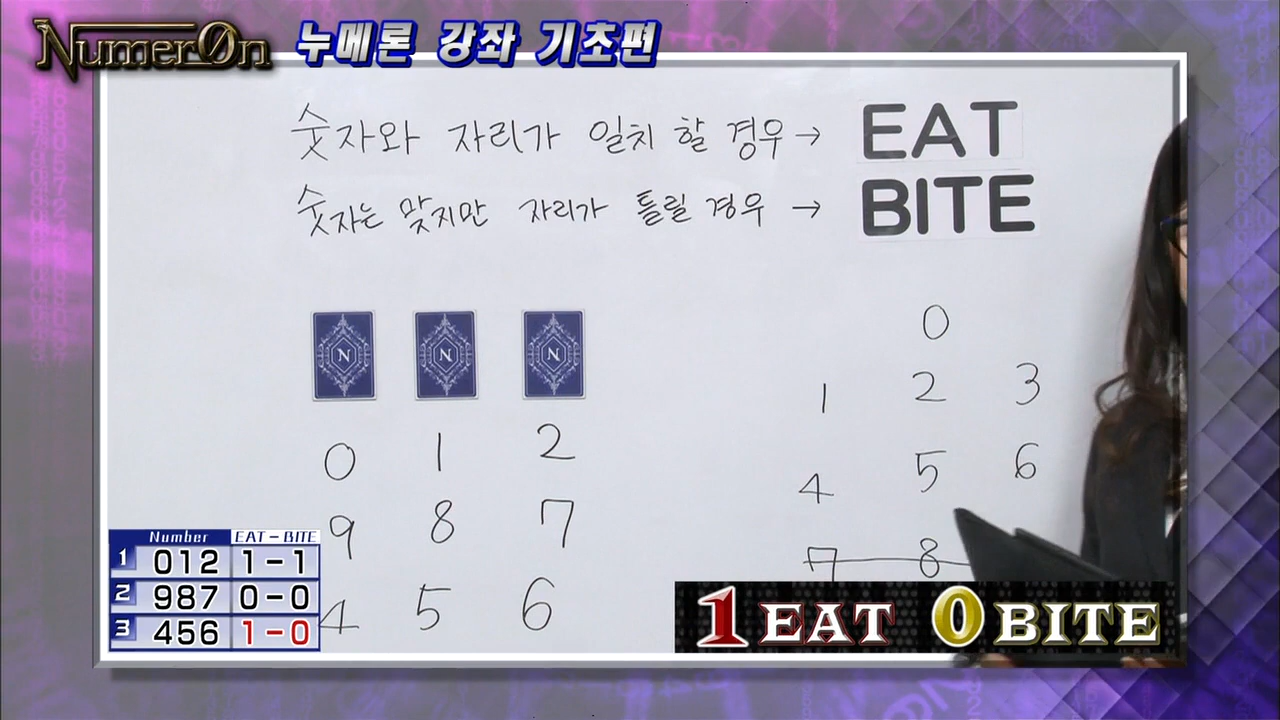 NumerOn
누메론 강좌 기초편
숫자와 자리가 일치 할 경우→ EAT
숫자는 맞지만 자리가 틀릴 경우 → BITE
N N N
0 1 2
9 8 7
4 5 6
0
1 2 3
4 5 6
7 8
Number EAT-BITE
1 012 1-1
2 987 0-0
3 456 1-0
1 EAT 0 BITE